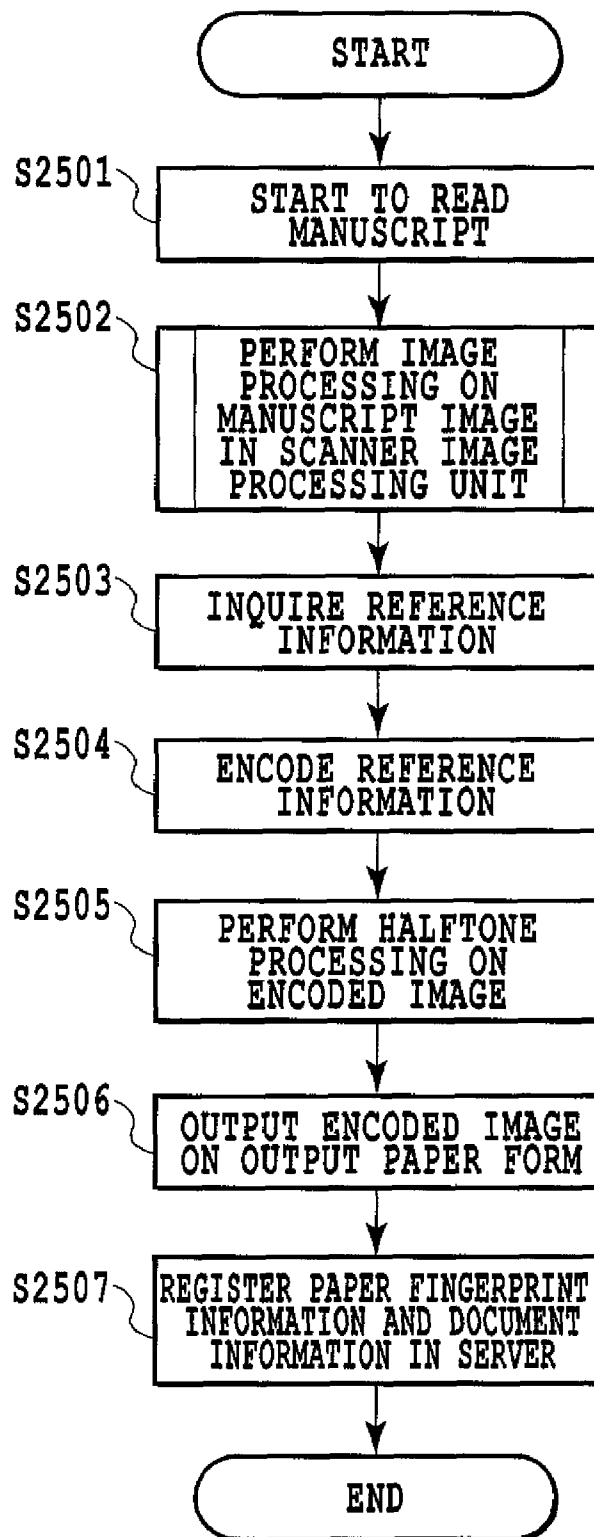 START
S2501
START TO READ
MANUSCRIPT
S2502
PERFORM IMAGE
PROCESSING ON
MANUSCRIPT IMAGE
IN SCANNER IMAGE
PROCESSING UNIT
S2503
INQUIRE REFERENCE
INFORMATION
S2504
ENCODE REFERENCE
INFORMATION
S2505
PERFORM HALFTONE
PROCESSING ON
ENCODED IMAGE
S2506
OUTPUT ENCODED IMAGE
ON OUTPUT PAPER FORM
S2507
REGISTER PAPER FINGERPRINT
INFORMATION AND DOCUMENT
INFORMATION IN SERVER
END